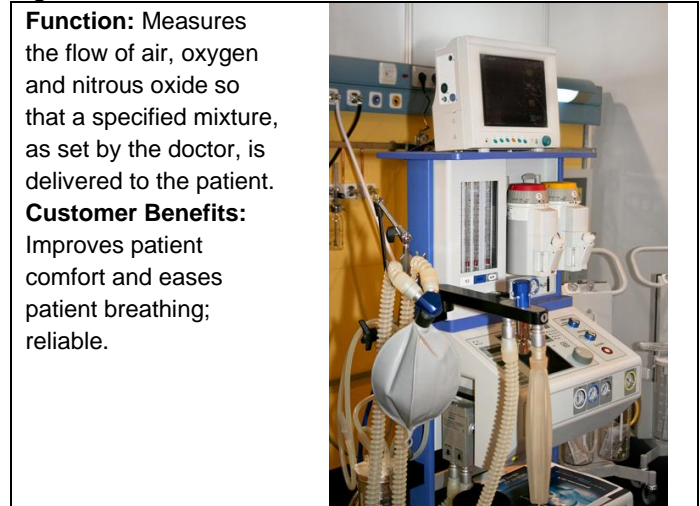 Function: Measures
the flow of air, oxygen
and nitrous oxide so
that a specified mixture,
as set by the doctor, is
delivered to the patient.
Customer Benefits:
Improves patient
comfort and eases
patient breathing;
reliable.